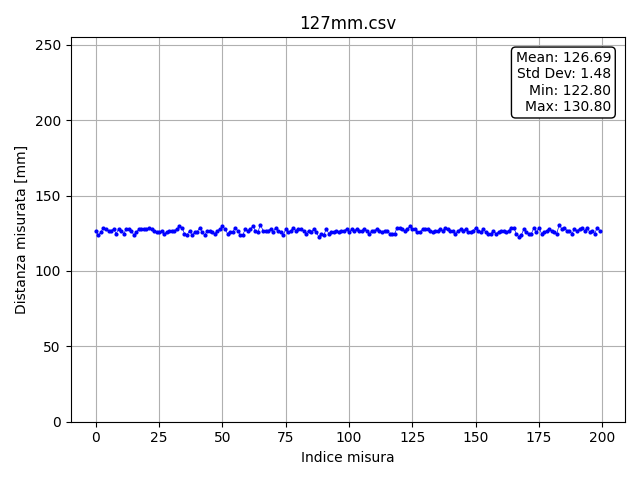 127mm.csv
Mean: 126.69
Std Dev: 1.48
Min: 122.80
Max: 130.80
Distanza misurata [mm]
250
200
150
100
50
0
0 25 50 75 100 125 150 175 200
Indice misura